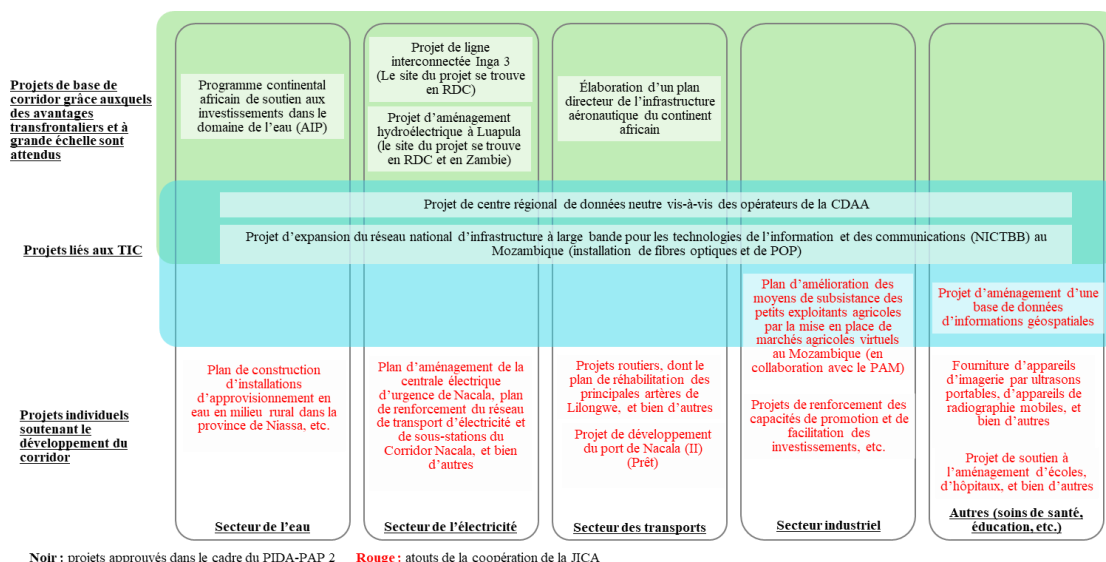 Projets de base de
corridor grâce auxquels
des avantages
transfrontaliers et à
grande échelle sont
attendus
Programme continental
africain de soutien aux
investissements dans le
domaine de l'eau (AIP)
Projet de ligne
interconnectée Inga 3
(Le site du projet se trouve
en RDC)
Projet d'aménagement
hydroélectrique à Luapula
(le site du projet se trouve
en RDC et en Zambie)
Élaboration d'un plan
directeur de l'infrastructure
aéronautique du continent
africain
Projets liés aux TIC
Projet de centre régional de données neutre vis-à-vis des opérateurs de la CDAA
Projet d'expansion du réseau national d'infrastructure à large bande pour les technologies de l'information et des communications (NICTBB) au
Mozambique (installation de fibres optiques et de POP)
Plan d'amélioration des
moyens de subsistance des
petits exploitants agricoles
par la mise en place de
marchés agricoles virtuels
au Mozambique (en
collaboration avec le PAM)
Projet d'aménagement d'une
base de données
d'informations géospatiales
Projets individuels
soutenant le
développement du
corridor
Plan de construction
d'installations
d'approvisionnement en
eau en milieu rural dans la
province de Niassa, etc.
Plan d'aménagement de la
centrale électrique
d'urgence de Nacala, plan
de renforcement du réseau
de transport d'électricité et
de sous-stations du
Corridor Nacala, et bien
d'autres
Projets routiers, dont le
plan de réhabilitation des
principales artères de
Lilongwe, et bien d'autres
Projet de développement
du port de Nacala (II)
(Prêt)
Projets de renforcement des
capacités de promotion et de
facilitation des
investissements, etc.
Fourniture d'appareils
d'imagerie par ultrasons
portables, d'appareils de
radiographie mobiles, et
bien d'autres
Projet de soutien à
l'aménagement d'écoles,
d'hôpitaux, et bien d'autres
Secteur de l'eau
Secteur de l'électricité
Secteur des transports
Secteur industriel
Autres (soins de santé,
éducation, etc.)
Noir : projets approuvés dans le cadre du PIDA-PAP 2 Rouge : atouts de la coopération de la JICA